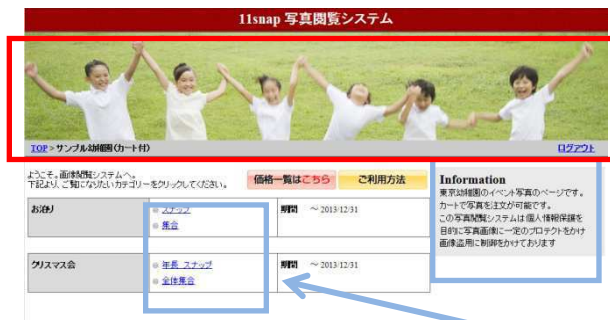 11snap 写真閲覧システム
TOP > サンプル幼稚園(カート付)
ログアウト
ようこそ。画像閲覧システムへ。
下記より、ご覧になりたいカテゴリーをクリックしてください。
価格一覧はこちら
ご利用方法
お泊り
スナップ
集合
期間 ～2013/12/31
クリスマス会
年長 スナップ
全体集合
期間 ～2013/12/31
Information
東京幼稚園のイベント写真のページです。
カートで写真を注文が可能です。
この写真閲覧システムは個人情報保護を
目的に写真画像に一定のプロテクトをかけ
画像盗用に制御をかけております